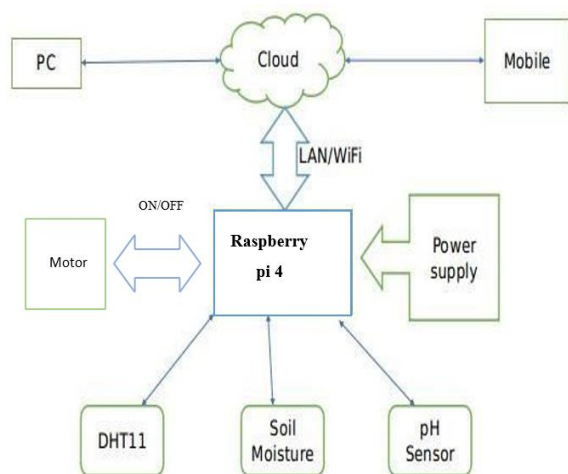 PC
Cloud
Mobile
LAN/WiFi
ON/OFF
Motor
Raspberry
pi 4
Power
supply
DHT11
Soil
Moisture
pH
Sensor